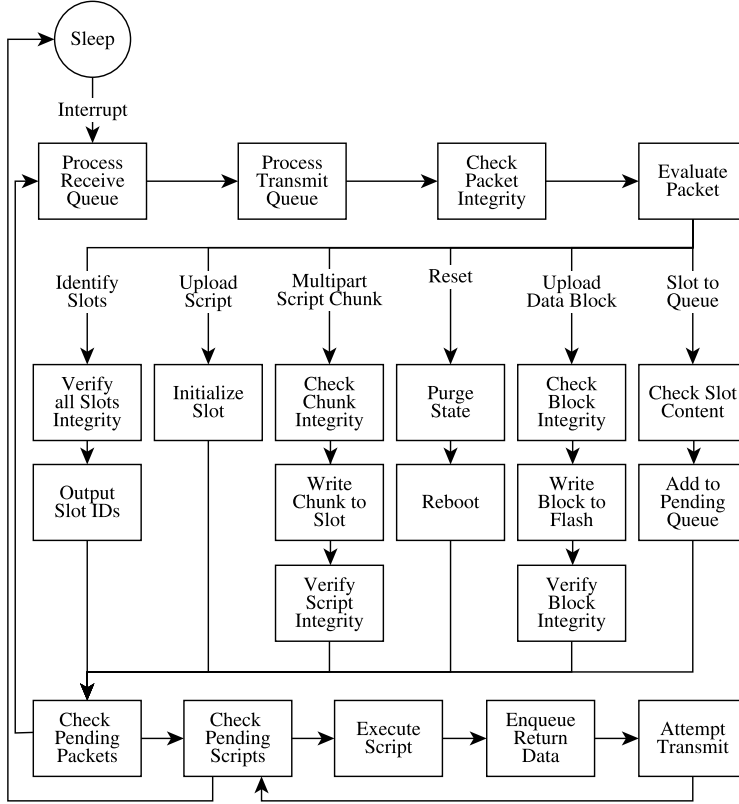 Sleep
Interrupt
Process
Receive
Queue
Process
Transmit
Queue
Check
Packet
Integrity
Evaluate
Packet
Identify
Slots
Upload
Script
Multipart
Script Chunk
Reset
Upload
Data Block
Slot to
Queue
Verify
all Slots
Integrity
Initialize
Slot
Check
Chunk
Integrity
Purge
State
Check
Block
Integrity
Check Slot
Content
Output
Slot IDs
Write
Chunk to
Slot
Reboot
Write
Block to
Flash
Add to
Pending
Queue
Verify
Script
Integrity
Verify
Block
Integrity
Check
Pending
Packets
Check
Pending
Scripts
Execute
Script
Enqueue
Return
Data
Attempt
Transmit